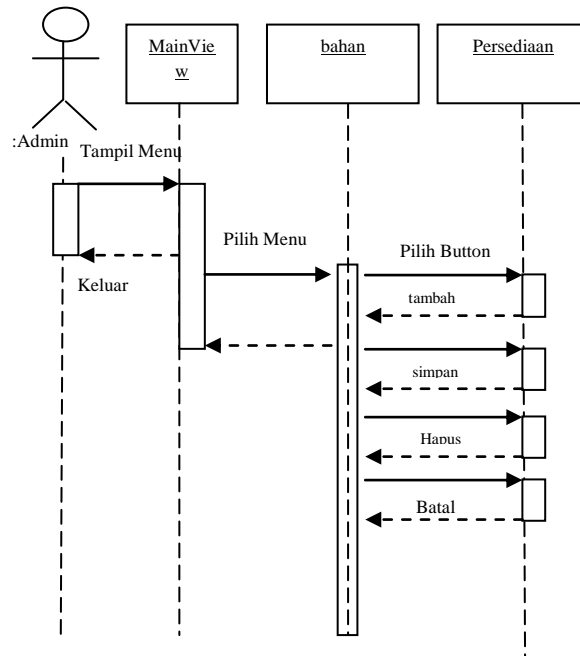 MainVie
w
bahan
Persediaan
:Admin
Tampil Menu
Pilih Menu
Pilih Button
Keluar
tambah
simpan
Hapus
Batal